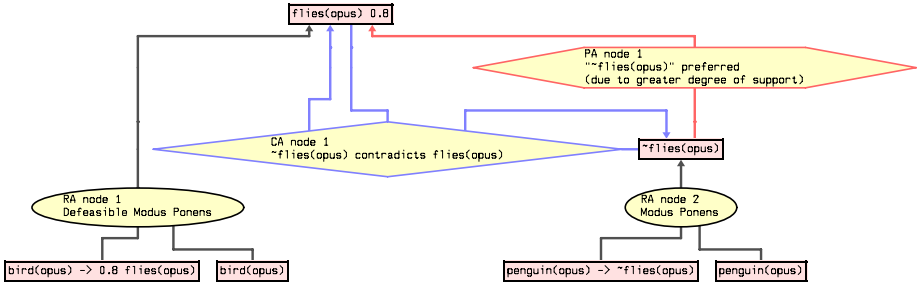 flies(opus) 0.8
PA node 1
"~flies(opus)" preferred
(due to greater degree of support)
CA node 1
~flies(opus) contradicts flies(opus)
~flies(opus)
RA node 1
Defeasible Modus Ponens
RA node 2
Modus Ponens
bird(opus) -> 0.8 flies(opus)
bird(opus)
penguin(opus) -> ~flies(opus)
penguin(opus)